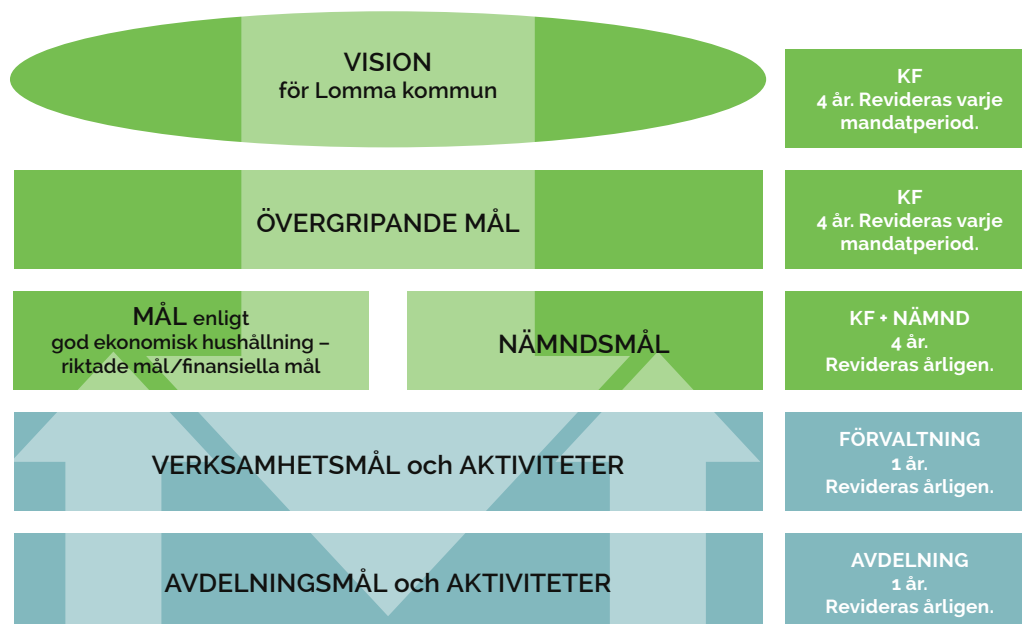 VISION
för Lomma kommun
KF
4 år. Revideras varje
mandatperiod.
ÖVERGRIPANDE MÅL
KF
4 år. Revideras varje
mandatperiod.
MÅL enligt
god ekonomisk hushållning –
riktade mål/finansiella mål
NÄMNDSMÅL
KF + NÄMND
4 år.
Revideras årligen.
VERKSAMHETSMÅL och AKTIVITETER
FÖRVALTNING
1 år.
Revideras årligen.
AVDELNINGSMÅL och AKTIVITETER
AVDELNING
1 år.
Revideras årligen.